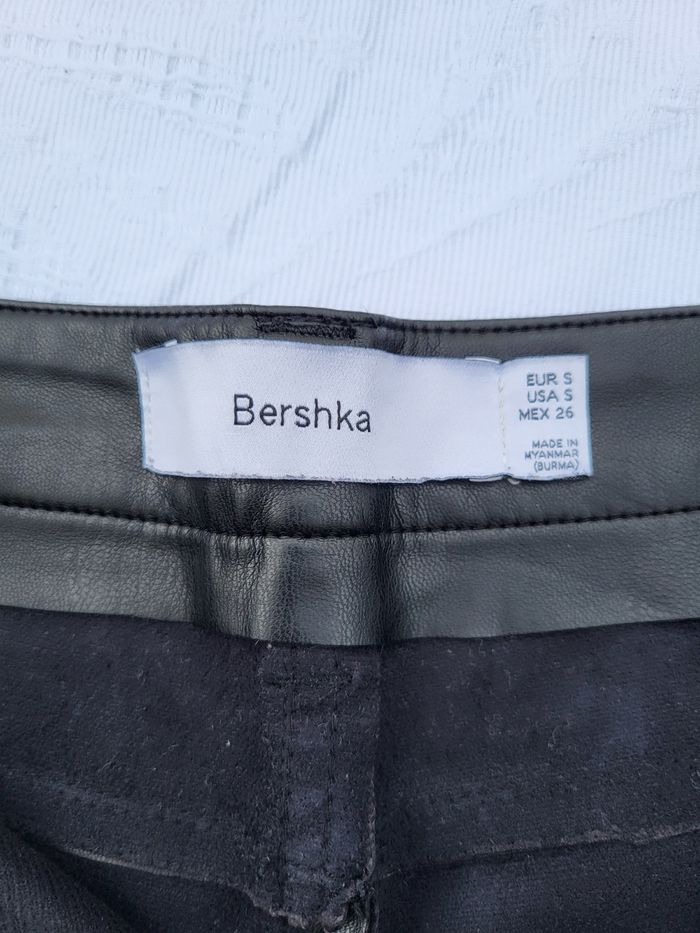 Bershka
EUR S
USA S
MEX 26
MADE IN
MYANMAR
(BURMA)